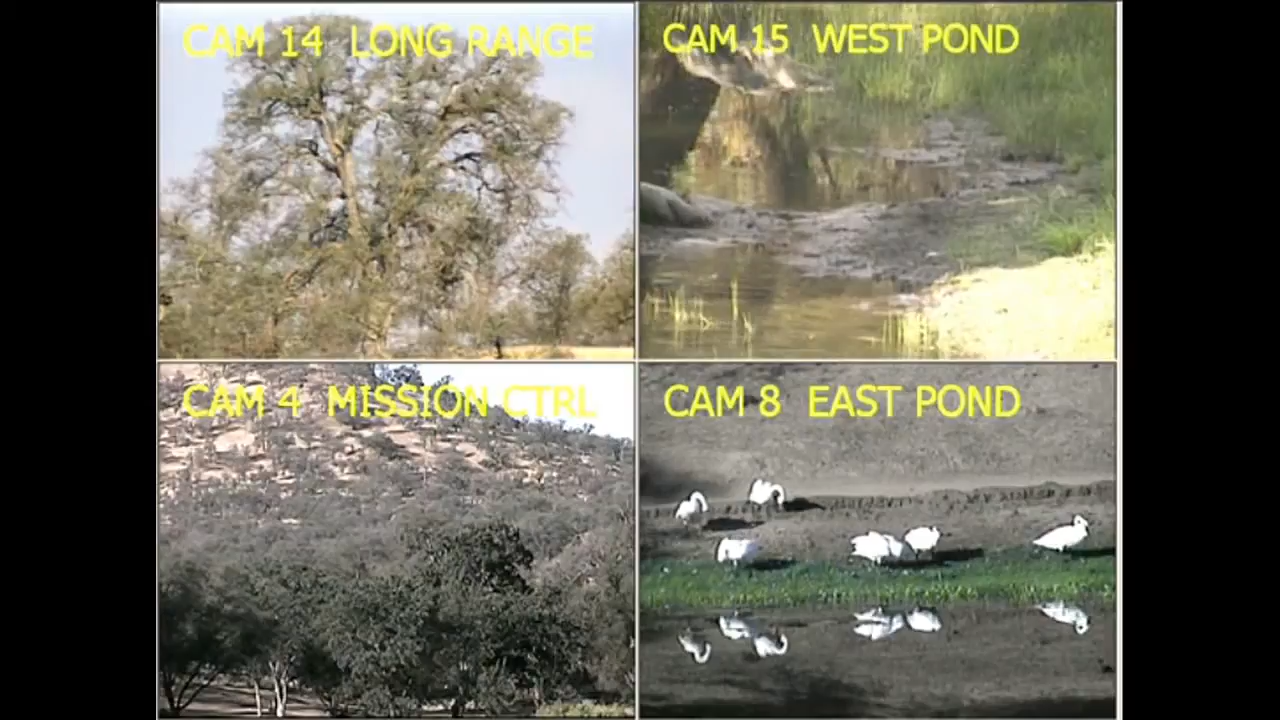 CAM 14 LONG RANGE
CAM 15 WEST POND
CAM 4 MISSION CTRL
CAM 8 EAST POND